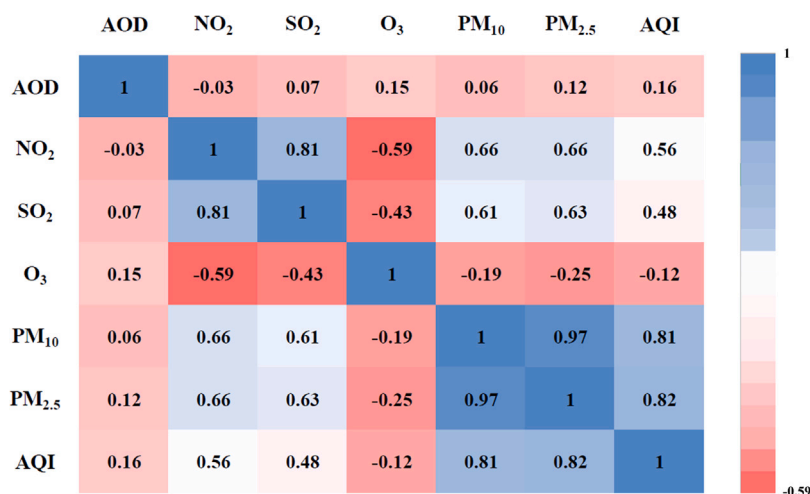 AOD NO₂ SO₂ O₃ PM₁₀ PM₂.₅ AQI
1
AOD 1 -0.03 0.07 0.15 0.06 0.12 0.16
NO₂ -0.03 1 0.81 -0.59 0.66 0.66 0.56
SO₂ 0.07 0.81 1 -0.43 0.61 0.63 0.48
O₃ 0.15 -0.59 -0.43 1 -0.19 -0.25 -0.12
PM₁₀ 0.06 0.66 0.61 -0.19 1 0.97 0.81
PM₂.₅ 0.12 0.66 0.63 -0.25 0.97 1 0.82
AQI 0.16 0.56 0.48 -0.12 0.81 0.82 1
-0.59